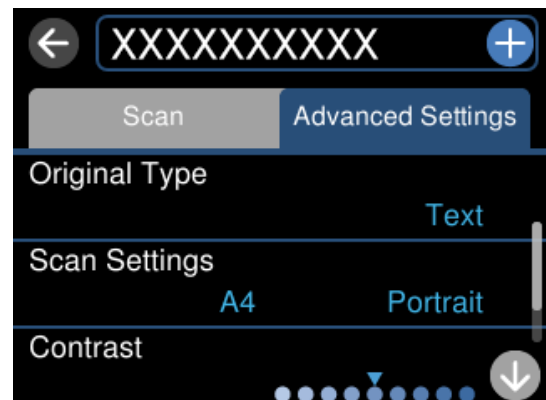 XXXXXXXXXX
Scan Advanced Settings
Original Type
Text
Scan Settings
A4 Portrait
Contrast